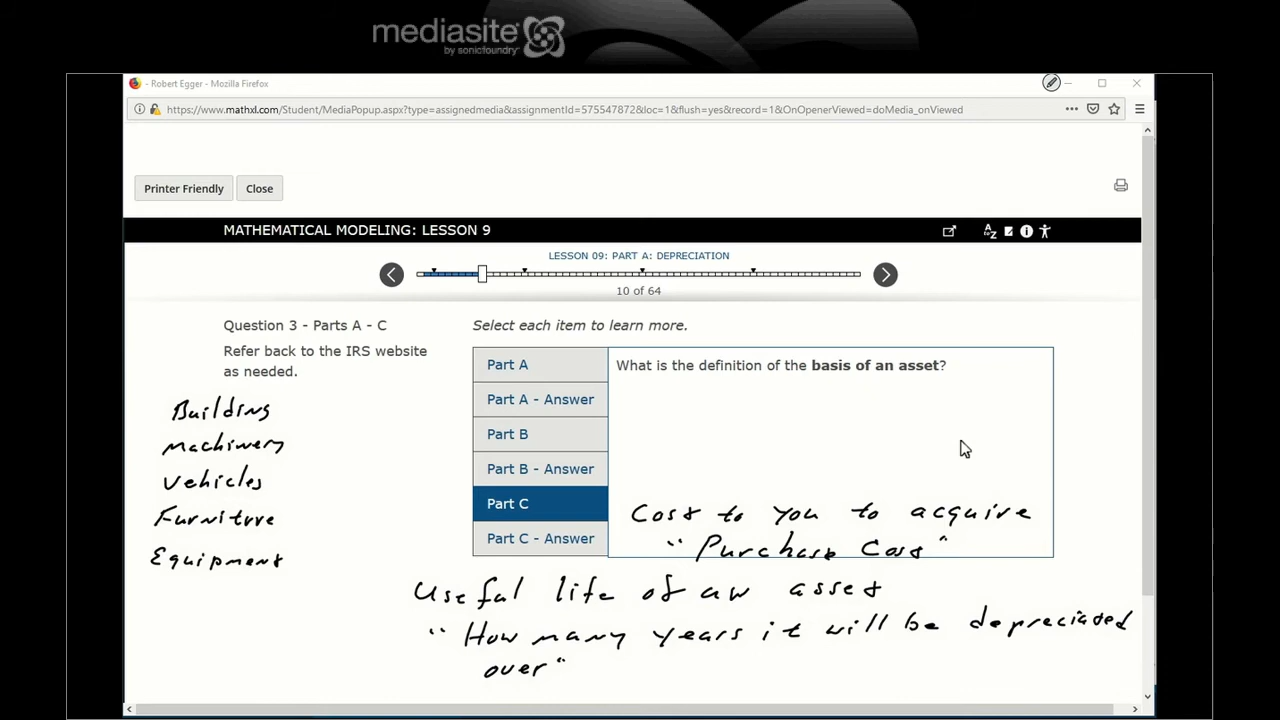 mediasite
by sonicfoundry
- Robert Egger - Mozilla Firefox
https://www.mathxl.com/Student/MediaPopup.aspx?type=assignedmedia&assignmentId=575547872&loc=1&flush=yes&record=1&OnOpenerViewed=doMedia_onViewed
Printer Friendly
Close
MATHEMATICAL MODELING: LESSON 9
LESSON 09: PART A: DEPRECIATION
10 of 64
Question 3 - Parts A - C
Refer back to the IRS website
as needed.
Building
Machinery
Vehicles
Furniture
Equipment
Select each item to learn more.
Part A
Part A - Answer
Part B
Part B - Answer
Part C
Part C - Answer
What is the definition of the basis of an asset?
Cost to you to acquire
"Purchase Cost"
Useful life of an asset
"How many years it will be depreciated
over"